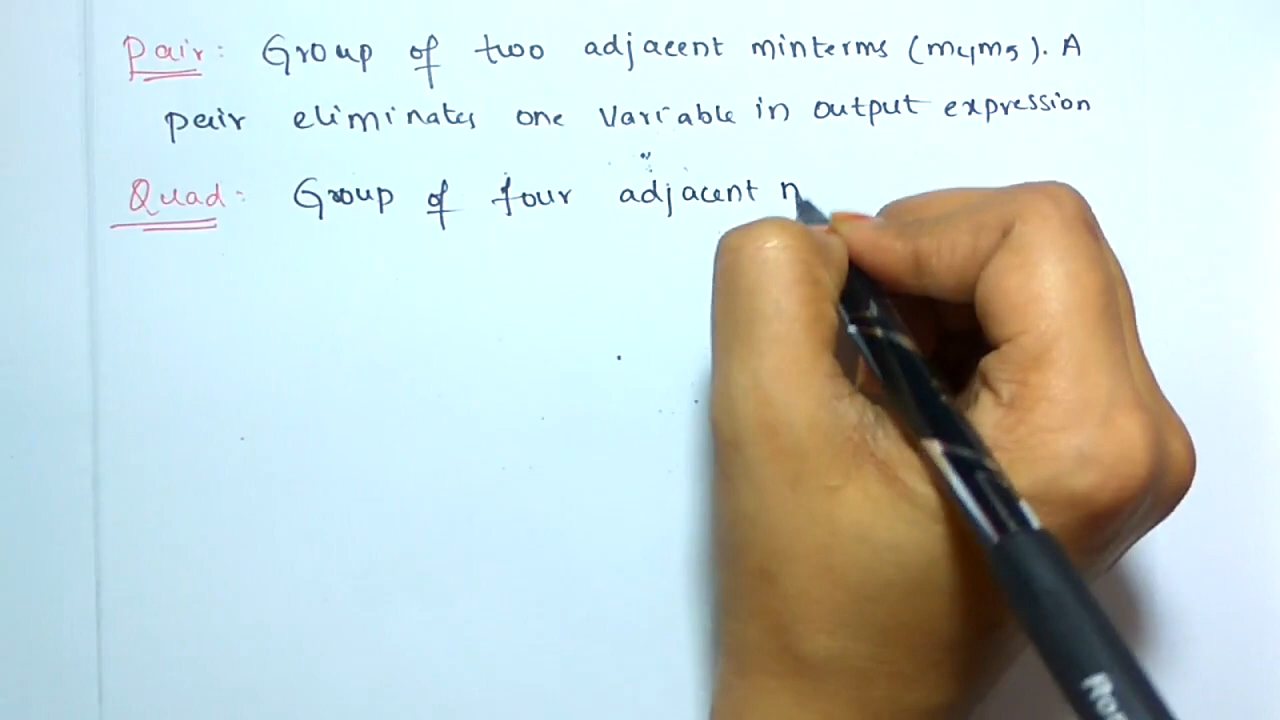 Pair: Group of two adjacent minterms (m4m5). A
pair eliminates one Variable in output expression
Quad: Group of four adjacent